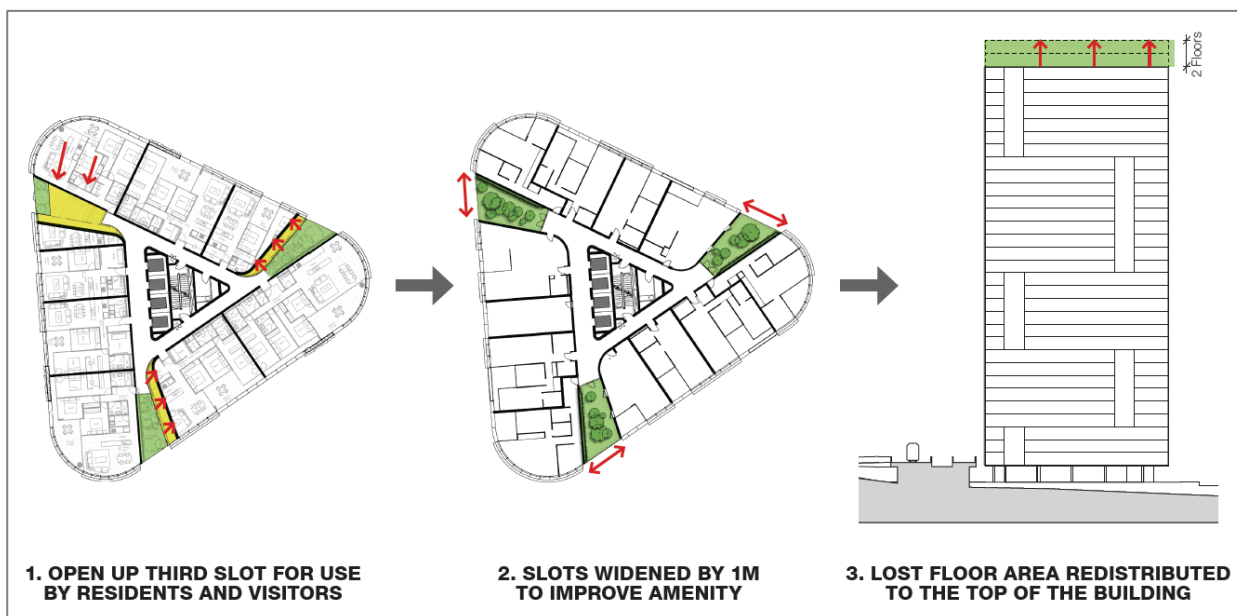 2 Floors
1. OPEN UP THIRD SLOT FOR USE
BY RESIDENTS AND VISITORS
2. SLOTS WIDENED BY 1M
TO IMPROVE AMENITY
3. LOST FLOOR AREA REDISTRIBUTED
TO THE TOP OF THE BUILDING